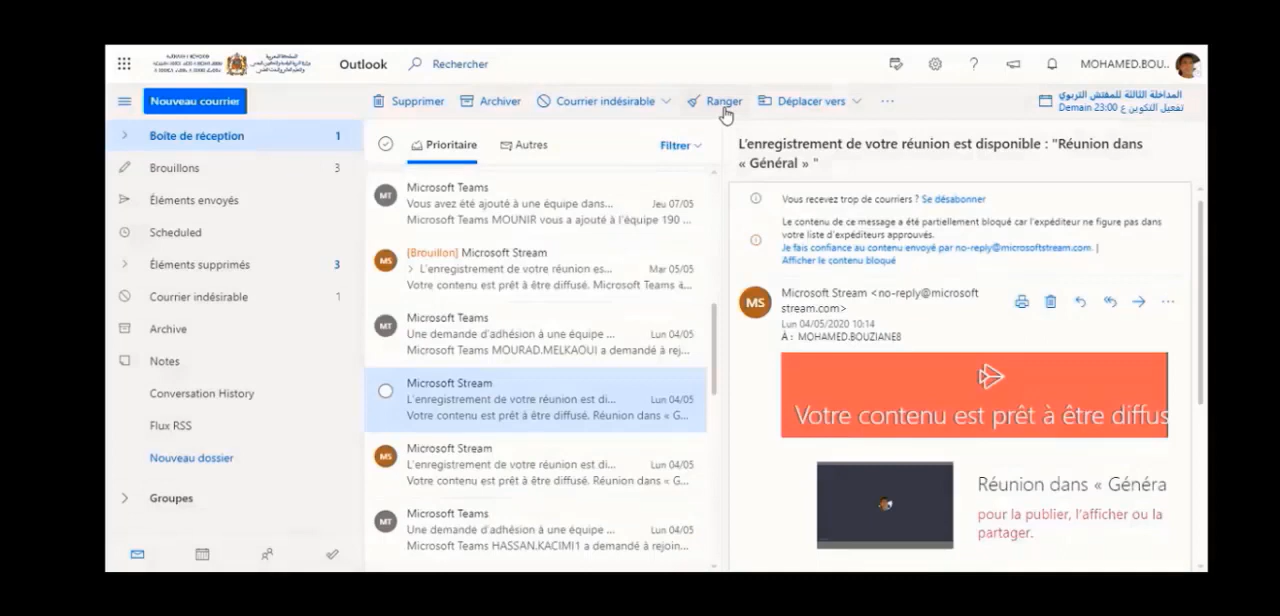 Outlook
Rechercher
MOHAMED.BOU..
Nouveau courrier
Supprimer
Archiver
Courrier indésirable
Ranger
Déplacer vers
المداخلة الثالثة للمفتش التربوي
Demain 23:00 تفعيل التكوين ع
Boîte de réception 1
Brouillons 3
Éléments envoyés
Scheduled
Éléments supprimés 3
Courrier indésirable 1
Archive
Notes
Conversation History
Flux RSS
Nouveau dossier
Groupes
Prioritaire
Autres
Filtrer
MT
Microsoft Teams
Vous avez été ajouté à une équipe dans... Jeu 07/05
Microsoft Teams MOUNIR vous a ajouté à l'équipe 190 ...
MS
[Brouillon] Microsoft Stream
L'enregistrement de votre réunion es... Mar 05/05
Votre contenu est prêt à être diffusé. Microsoft Teams à...
MT
Microsoft Teams
Une demande d'adhésion à une équipe ... Lun 04/05
Microsoft Teams MOURAD.MELKAOUI a demandé à rej...
Microsoft Stream
L'enregistrement de votre réunion est di... Lun 04/05
Votre contenu est prêt à être diffusé. Réunion dans « G...
MS
Microsoft Stream
L'enregistrement de votre réunion est di... Lun 04/05
Votre contenu est prêt à être diffusé. Réunion dans « G...
MT
Microsoft Teams
Une demande d'adhésion à une équipe ... Lun 04/05
Microsoft Teams HASSAN.KACIMI1 a demandé à rejoin...
L'enregistrement de votre réunion est disponible : "Réunion dans
« Général » "
Vous recevez trop de courriers ? Se désabonner
Le contenu de ce message a été partiellement bloqué car l'expéditeur ne figure pas dans
votre liste d'expéditeurs approuvés.
Je fais confiance au contenu envoyé par no-reply@microsoftstream.com. |
Afficher le contenu bloqué
MS
Microsoft Stream <no-reply@microsoft
stream.com>
Lun 04/05/2020 10:14
À : MOHAMED.BOUZIANE8
Votre contenu est prêt à être diffus
Réunion dans « Généra
pour la publier, l'afficher ou la
partager.